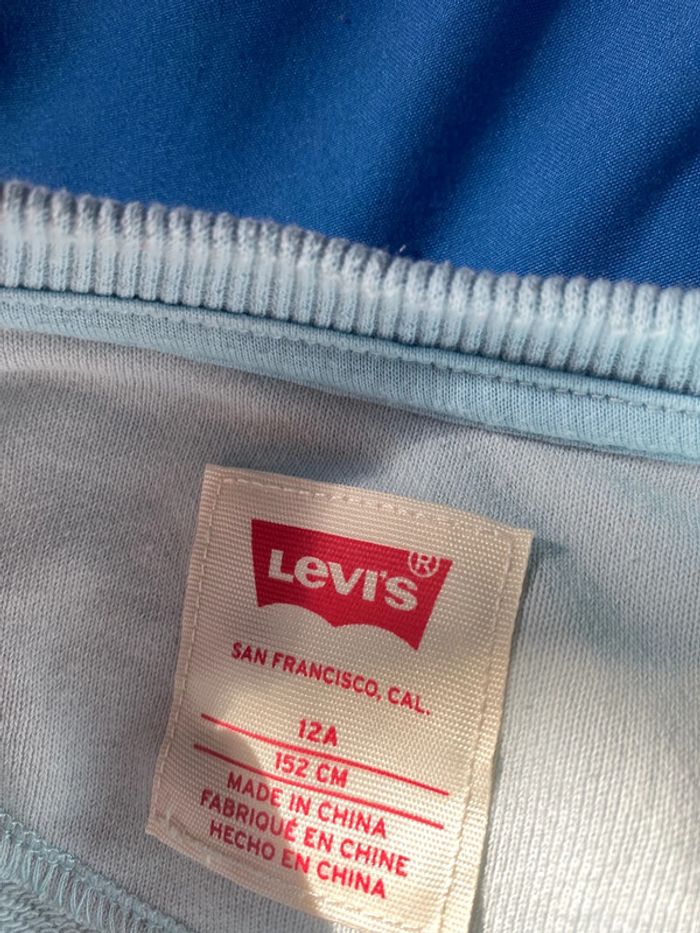 Levi's®
SAN FRANCISCO, CAL.
12A
152 CM
MADE IN CHINA
FABRIQUÉ EN CHINE
HECHO EN CHINA